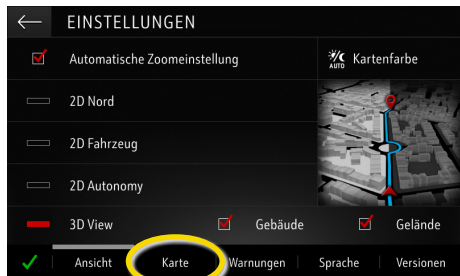 EINSTELLUNGEN
Automatische Zoomeinstellung
AUTO Kartenfarbe
2D Nord
2D Fahrzeug
2D Autonomy
3D View Gebäude Gelände
Ansicht Karte Warnungen Sprache Versionen